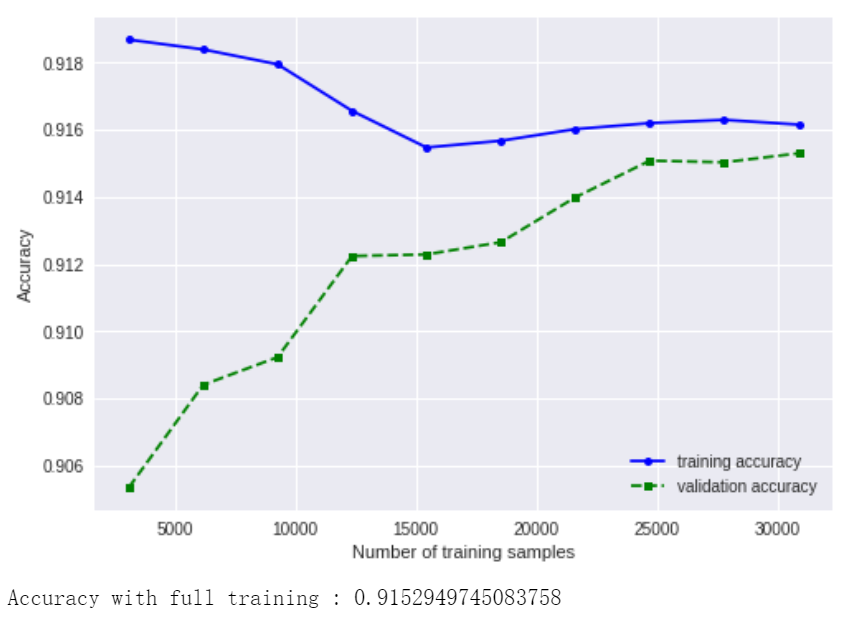 0.918
0.916
0.914
0.912
0.910
0.908
0.906
Accuracy
training accuracy
validation accuracy
5000 10000 15000 20000 25000 30000
Number of training samples
Accuracy with full training : 0.9152949745083758